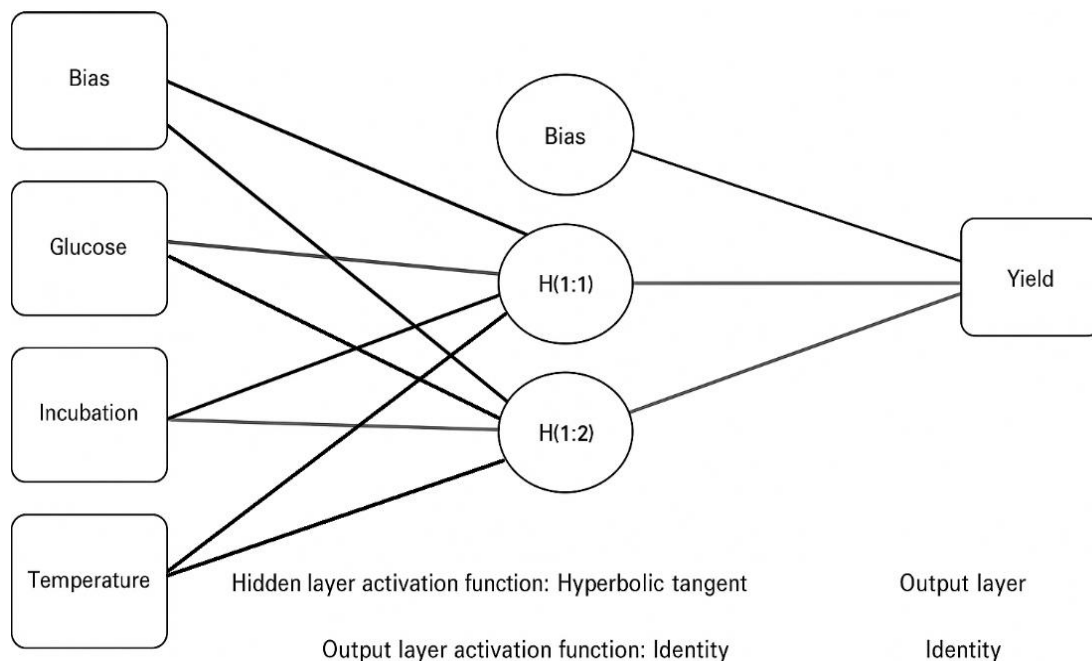 Bias
Glucose
Incubation
Temperature
Bias
H(1:1)
H(1:2)
Yield
Hidden layer activation function: Hyperbolic tangent
Output layer
Output layer activation function: Identity
Identity